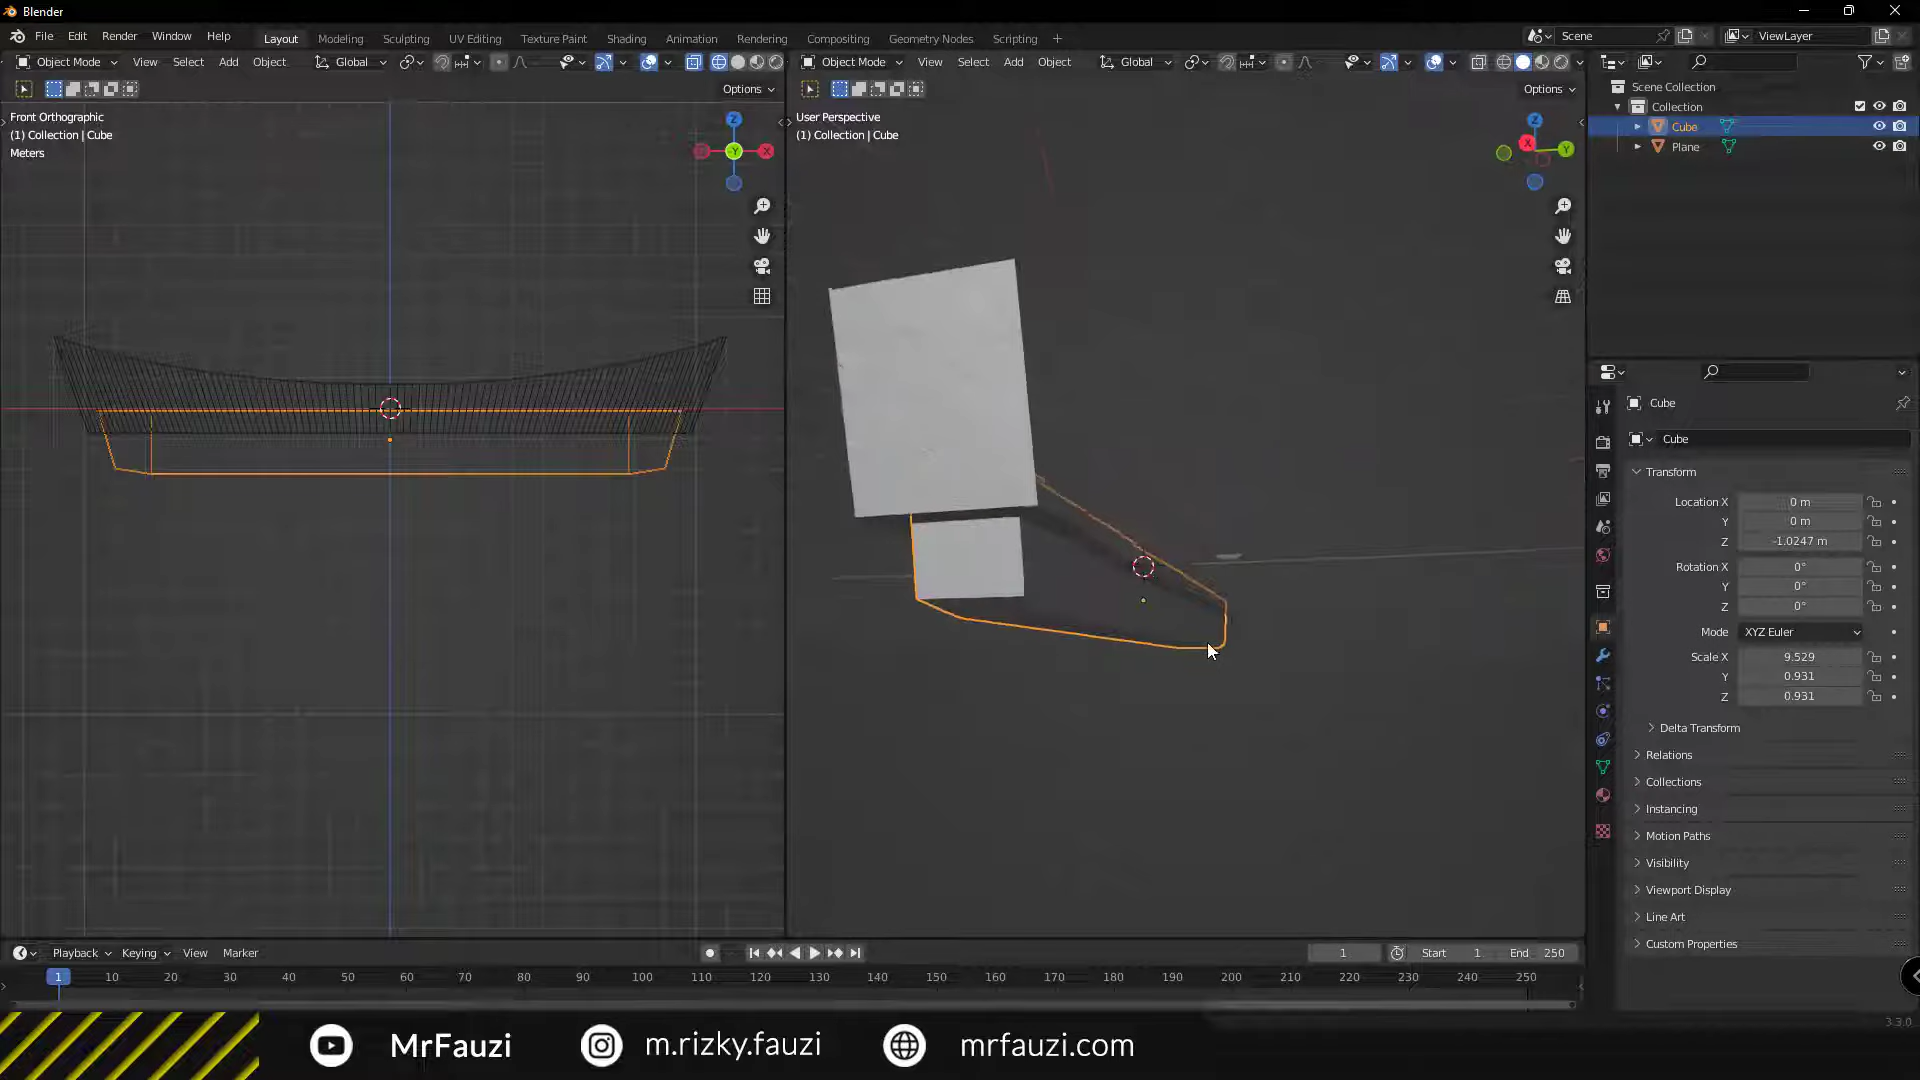 Blender
File Edit Render Window Help
Layout Modeling Sculpting UV Editing Texture Paint Shading Animation Rendering Compositing Geometry Nodes Scripting +
Scene
ViewLayer
Object Mode View Select Add Object Global
Object Mode View Select Add Object Global
Options
Options
Front Orthographic
(1) Collection | Cube
Meters
Z
-Y
X
User Perspective
(1) Collection | Cube
Z
X
Y
Scene Collection
Collection
Cube
Plane
Cube
Cube
Transform
Location X 0 m
Y 0 m
Z -1.0247 m
Rotation X 0°
Y 0°
Z 0°
Mode XYZ Euler
Scale X 9.529
Y 0.931
Z 0.931
Delta Transform
Relations
Collections
Instancing
Motion Paths
Visibility
Viewport Display
Line Art
Custom Properties
Playback Keying View Marker
1 Start 1 End 250
1 10 20 30 40 50 60 70 80 90 100 110 120 130 140 150 160 170 180 190 200 210 220 230 240 250
3.3.0
MrFauzi m.rizky.fauzi mrfauzi.com